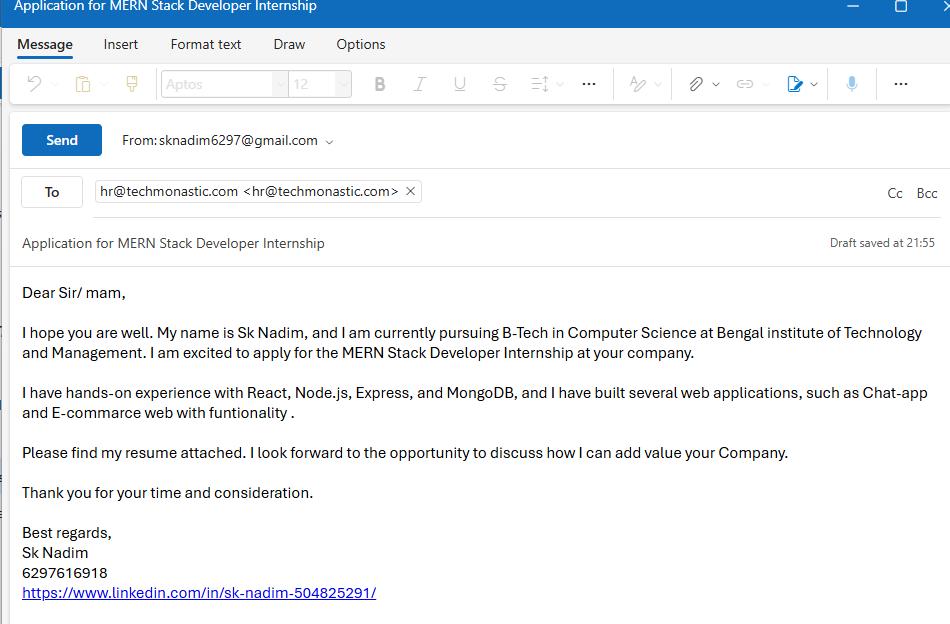 Application for MERN Stack Developer Internship
Message Insert Format text Draw Options
Aptos 12 B I U S
Send From: sknadim6297@gmail.com
To hr@techmonastic.com <hr@techmonastic.com> Cc Bcc
Application for MERN Stack Developer Internship Draft saved at 21:55
Dear Sir/ mam,
I hope you are well. My name is Sk Nadim, and I am currently pursuing B-Tech in Computer Science at Bengal institute of Technology
and Management. I am excited to apply for the MERN Stack Developer Internship at your company.
I have hands-on experience with React, Node.js, Express, and MongoDB, and I have built several web applications, such as Chat-app
and E-commarce web with funtionality .
Please find my resume attached. I look forward to the opportunity to discuss how I can add value your Company.
Thank you for your time and consideration.
Best regards,
Sk Nadim
6297616918
https://www.linkedin.com/in/sk-nadim-504825291/